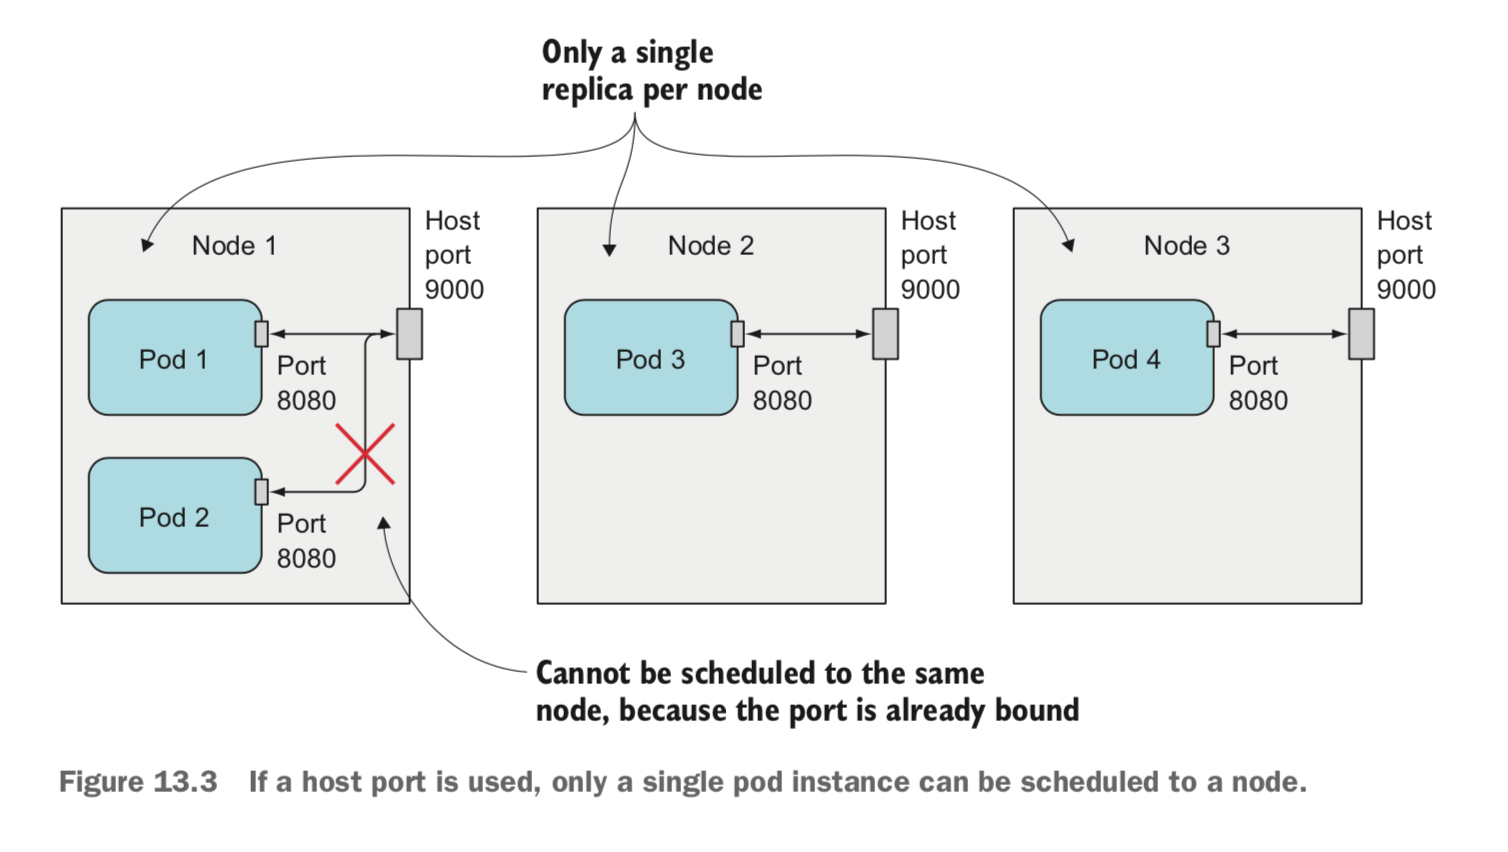 Only a single
replica per node
Node 1
Host
port
9000
Pod 1
Port
8080
Pod 2
Port
8080
Node 2
Host
port
9000
Pod 3
Port
8080
Node 3
Host
port
9000
Pod 4
Port
8080
Cannot be scheduled to the same
node, because the port is already bound
Figure 13.3 If a host port is used, only a single pod instance can be scheduled to a node.